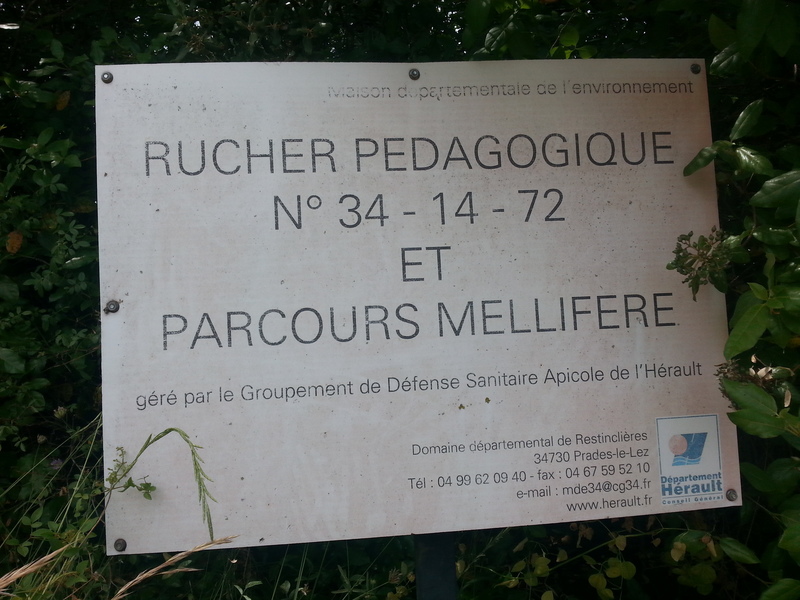 Maison départementale de l'environnement
RUCHER PEDAGOGIQUE
N° 34 - 14 - 72
ET
PARCOURS MELLIFERE
géré par le Groupement de Défense Sanitaire Apicole de l'Hérault
Domaine départemental de Restinclières
34730 Prades-le-Lez
Tél : 04 99 62 09 40 - fax : 04 67 59 52 10
e-mail : mde34@cg34.fr
www.herault.fr
Département
Hérault
Conseil Général